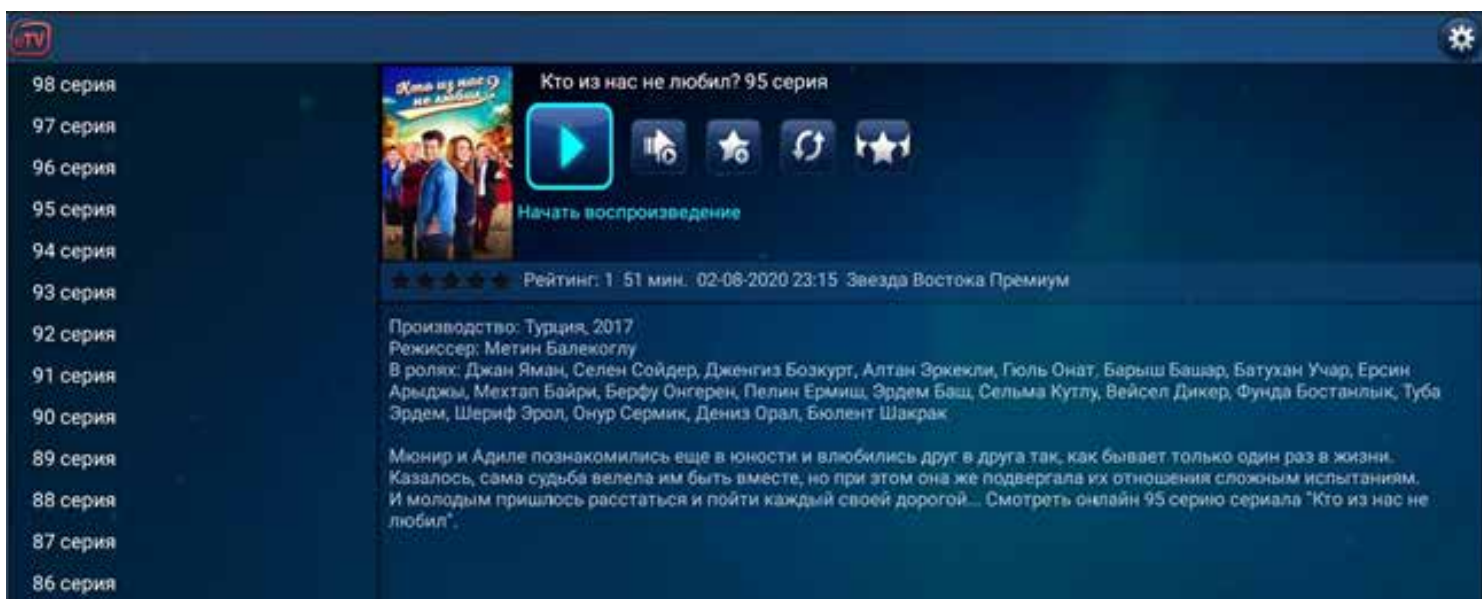 eTV
98 серия
97 серия
96 серия
95 серия
94 серия
93 серия
92 серия
91 серия
90 серия
89 серия
88 серия
87 серия
86 серия
Кто из нас
не любил?
Кто из нас не любил? 95 серия
Начать воспроизведение
Рейтинг: 1 51 мин. 02-08-2020 23:15 Звезда Востока Премиум
Производство: Турция, 2017
Режиссер: Метин Балекоглу
В ролях: Джан Яман, Селен Сойдер, Дженгиз Бозкурт, Алтан Эркекли, Гюль Онат, Барыш Башар, Батухан Учар, Ерсин
Арыджы, Мехтап Байри, Берфу Онгерен, Пелин Ермиш, Эрдем Баш, Сельма Кутлу, Вейсел Дикер, Фунда Бостанлык, Туба
Эрдем, Шериф Эрол, Онур Сермик, Дениз Орал, Бюлент Шакрак
Мюнир и Адиле познакомились еще в юности и влюбились друг в друга так, как бывает только один раз в жизни.
Казалось, сама судьба велела им быть вместе, но при этом она же подвергала их отношения сложным испытаниям.
И молодым пришлось расстаться и пойти каждый своей дорогой... Смотреть онлайн 95 серию сериала "Кто из нас не
любил".